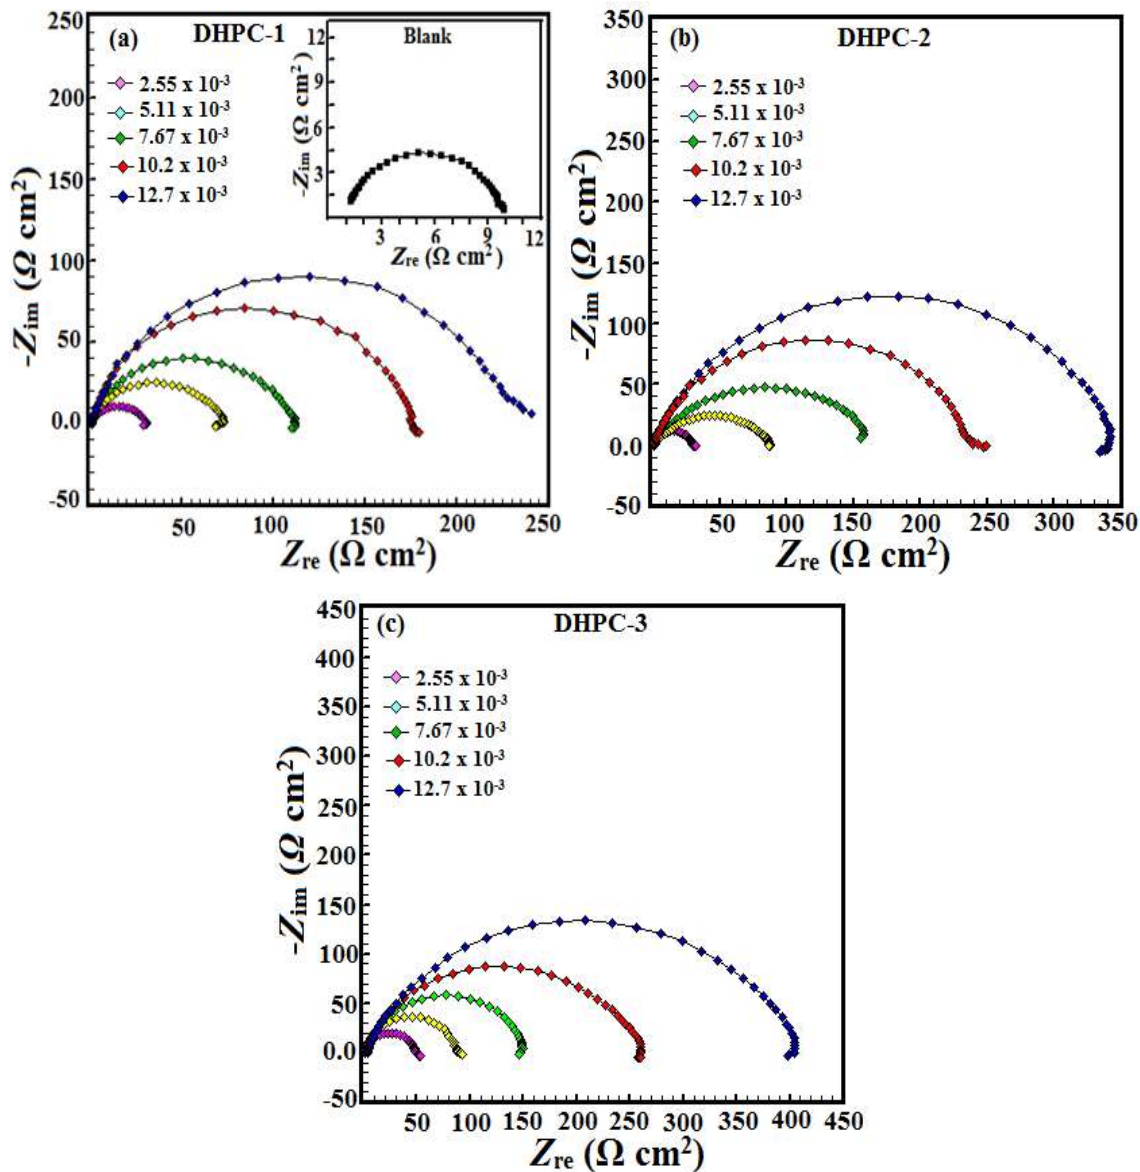 (a) DHPC-1
2.55 x 10-3
5.11 x 10-3
7.67 x 10-3
10.2 x 10-3
12.7 x 10-3
250
200
150
100
50
0.0
-50
-Zim (Ω cm2)
50 100 150 200 250
Zre (Ω cm2)
Blank
12
9
6
3
-Zim (Ω cm2)
3 6 9 12
Zre (Ω cm2)
(b) DHPC-2
2.55 x 10-3
5.11 x 10-3
7.67 x 10-3
10.2 x 10-3
12.7 x 10-3
350
300
250
200
150
100
50
0.0
-50
-Zim (Ω cm2)
50 100 150 200 250 300 350
Zre (Ω cm2)
(c) DHPC-3
2.55 x 10-3
5.11 x 10-3
7.67 x 10-3
10.2 x 10-3
12.7 x 10-3
450
400
350
300
250
200
150
100
50
0.0
-50
-Zim (Ω cm2)
50 100 150 200 250 300 350 400 450
Zre (Ω cm2)